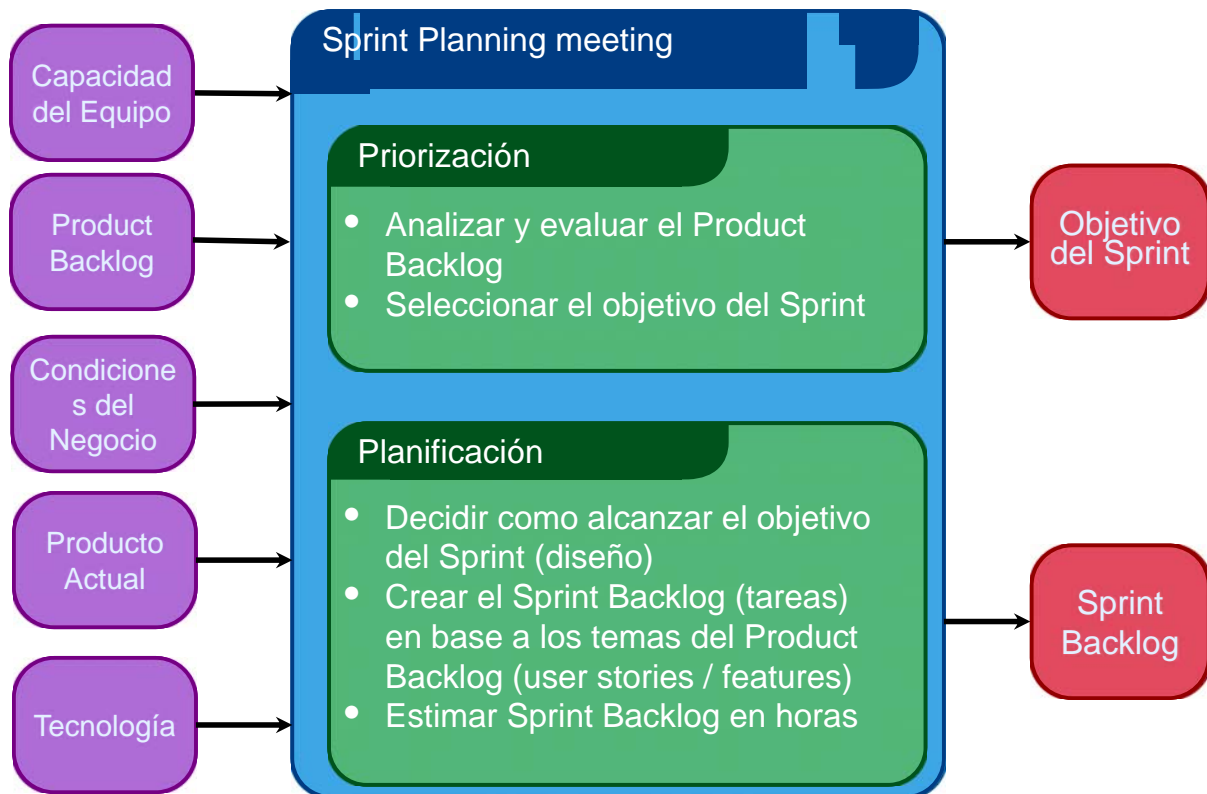 Capacidad
del Equipo
Product
Backlog
Condicione
s del
Negocio
Producto
Actual
Tecnología
Sprint Planning meeting
Priorización
• Analizar y evaluar el Product
Backlog
• Seleccionar el objetivo del Sprint
Planificación
• Decidir como alcanzar el objetivo
del Sprint (diseño)
• Crear el Sprint Backlog (tareas)
en base a los temas del Product
Backlog (user stories / features)
• Estimar Sprint Backlog en horas
Objetivo
del Sprint
Sprint
Backlog